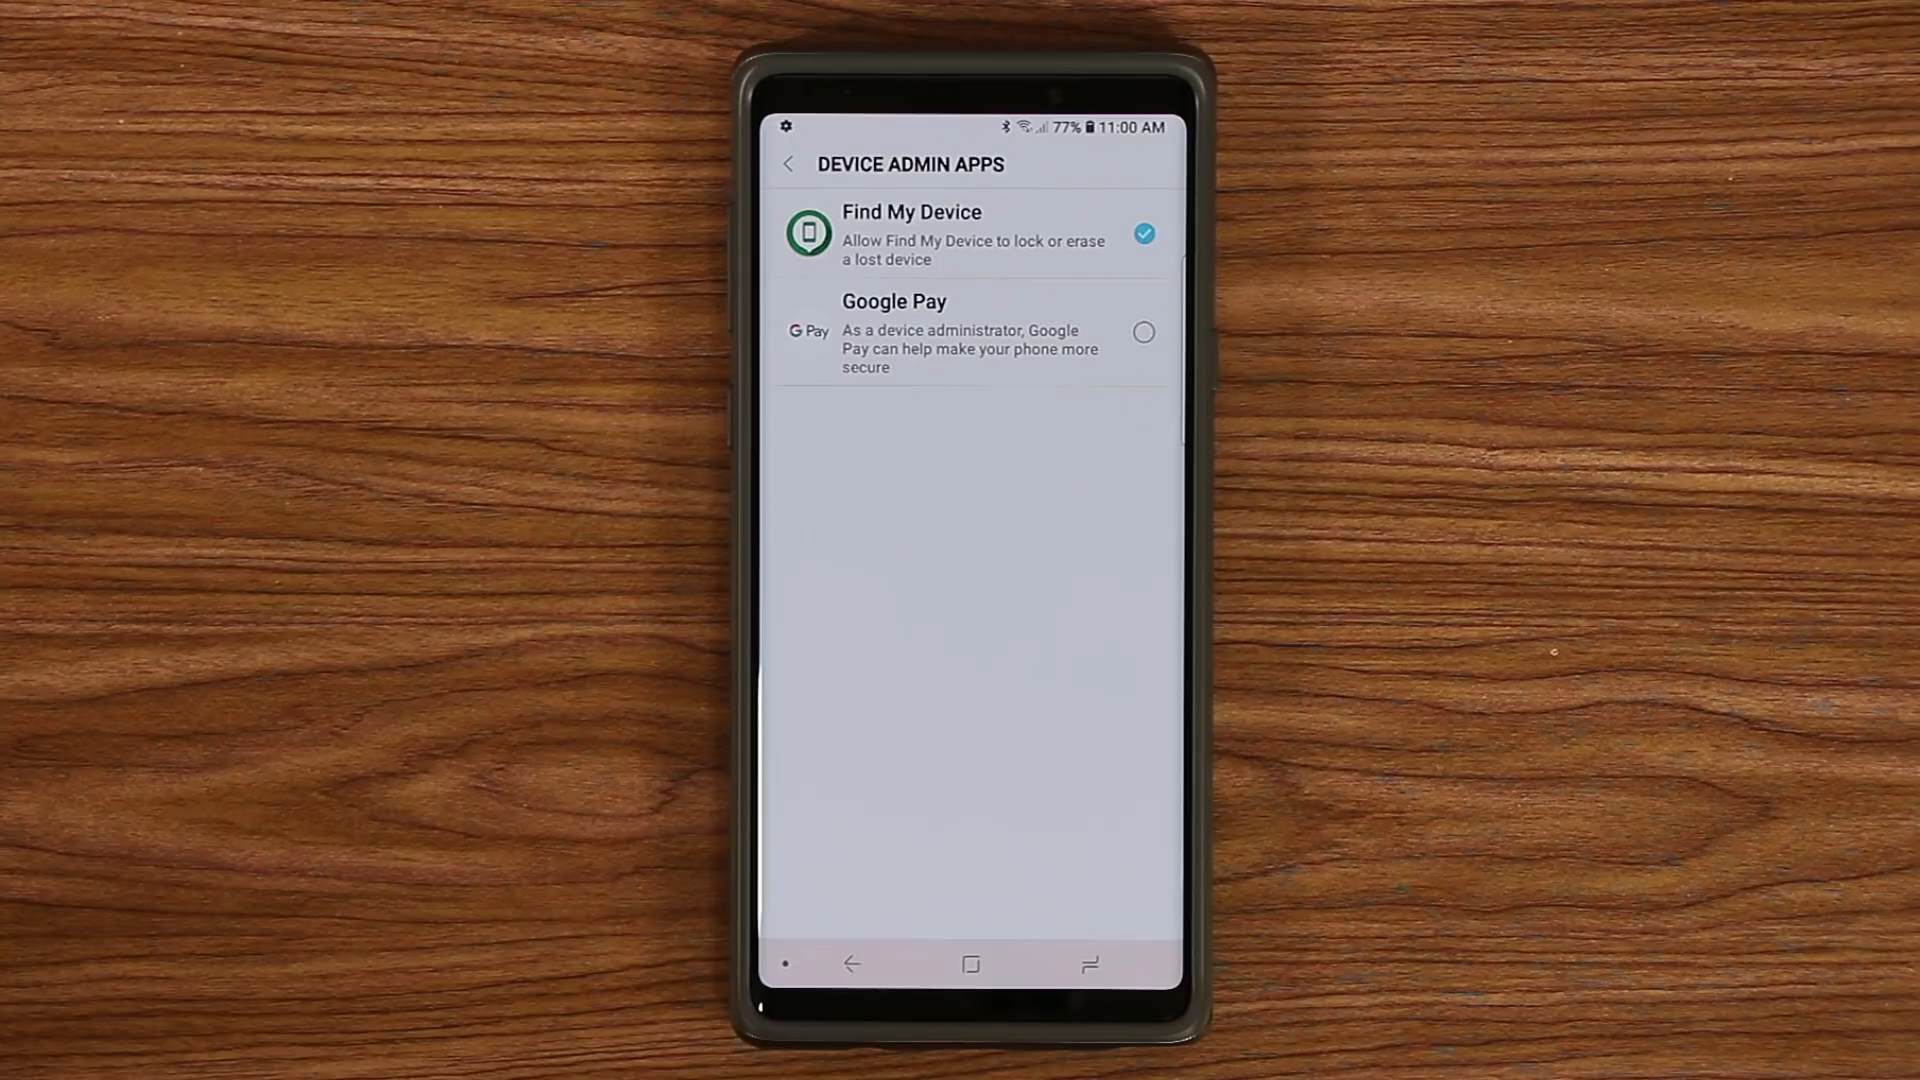 77% 11:00 AM
DEVICE ADMIN APPS
Find My Device
Allow Find My Device to lock or erase
a lost device
Google Pay
G Pay
As a device administrator, Google
Pay can help make your phone more
secure